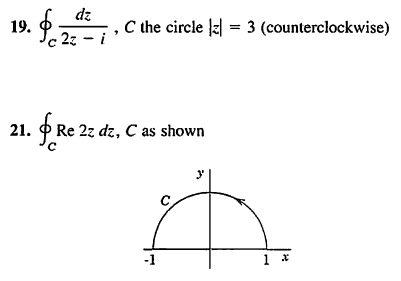 19. ∮_C dz / (2z − i), C the circle |z| = 3 (counterclockwise)
21. ∮_C Re 2z dz, C as shown
y
C
-1
1 x